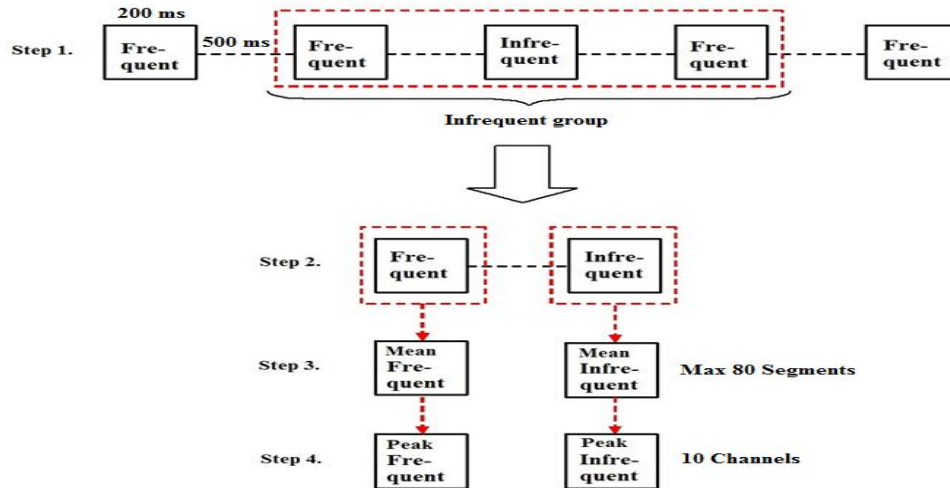 200 ms
Step 1.
Fre-
quent
500 ms
Fre-
quent
Infre-
quent
Fre-
quent
Fre-
quent
Infrequent group
Step 2.
Fre-
quent
Infre-
quent
Step 3.
Mean
Fre-
quent
Mean
Infre-
quent
Max 80 Segments
Step 4.
Peak
Fre-
quent
Peak
Infre-
quent
10 Channels